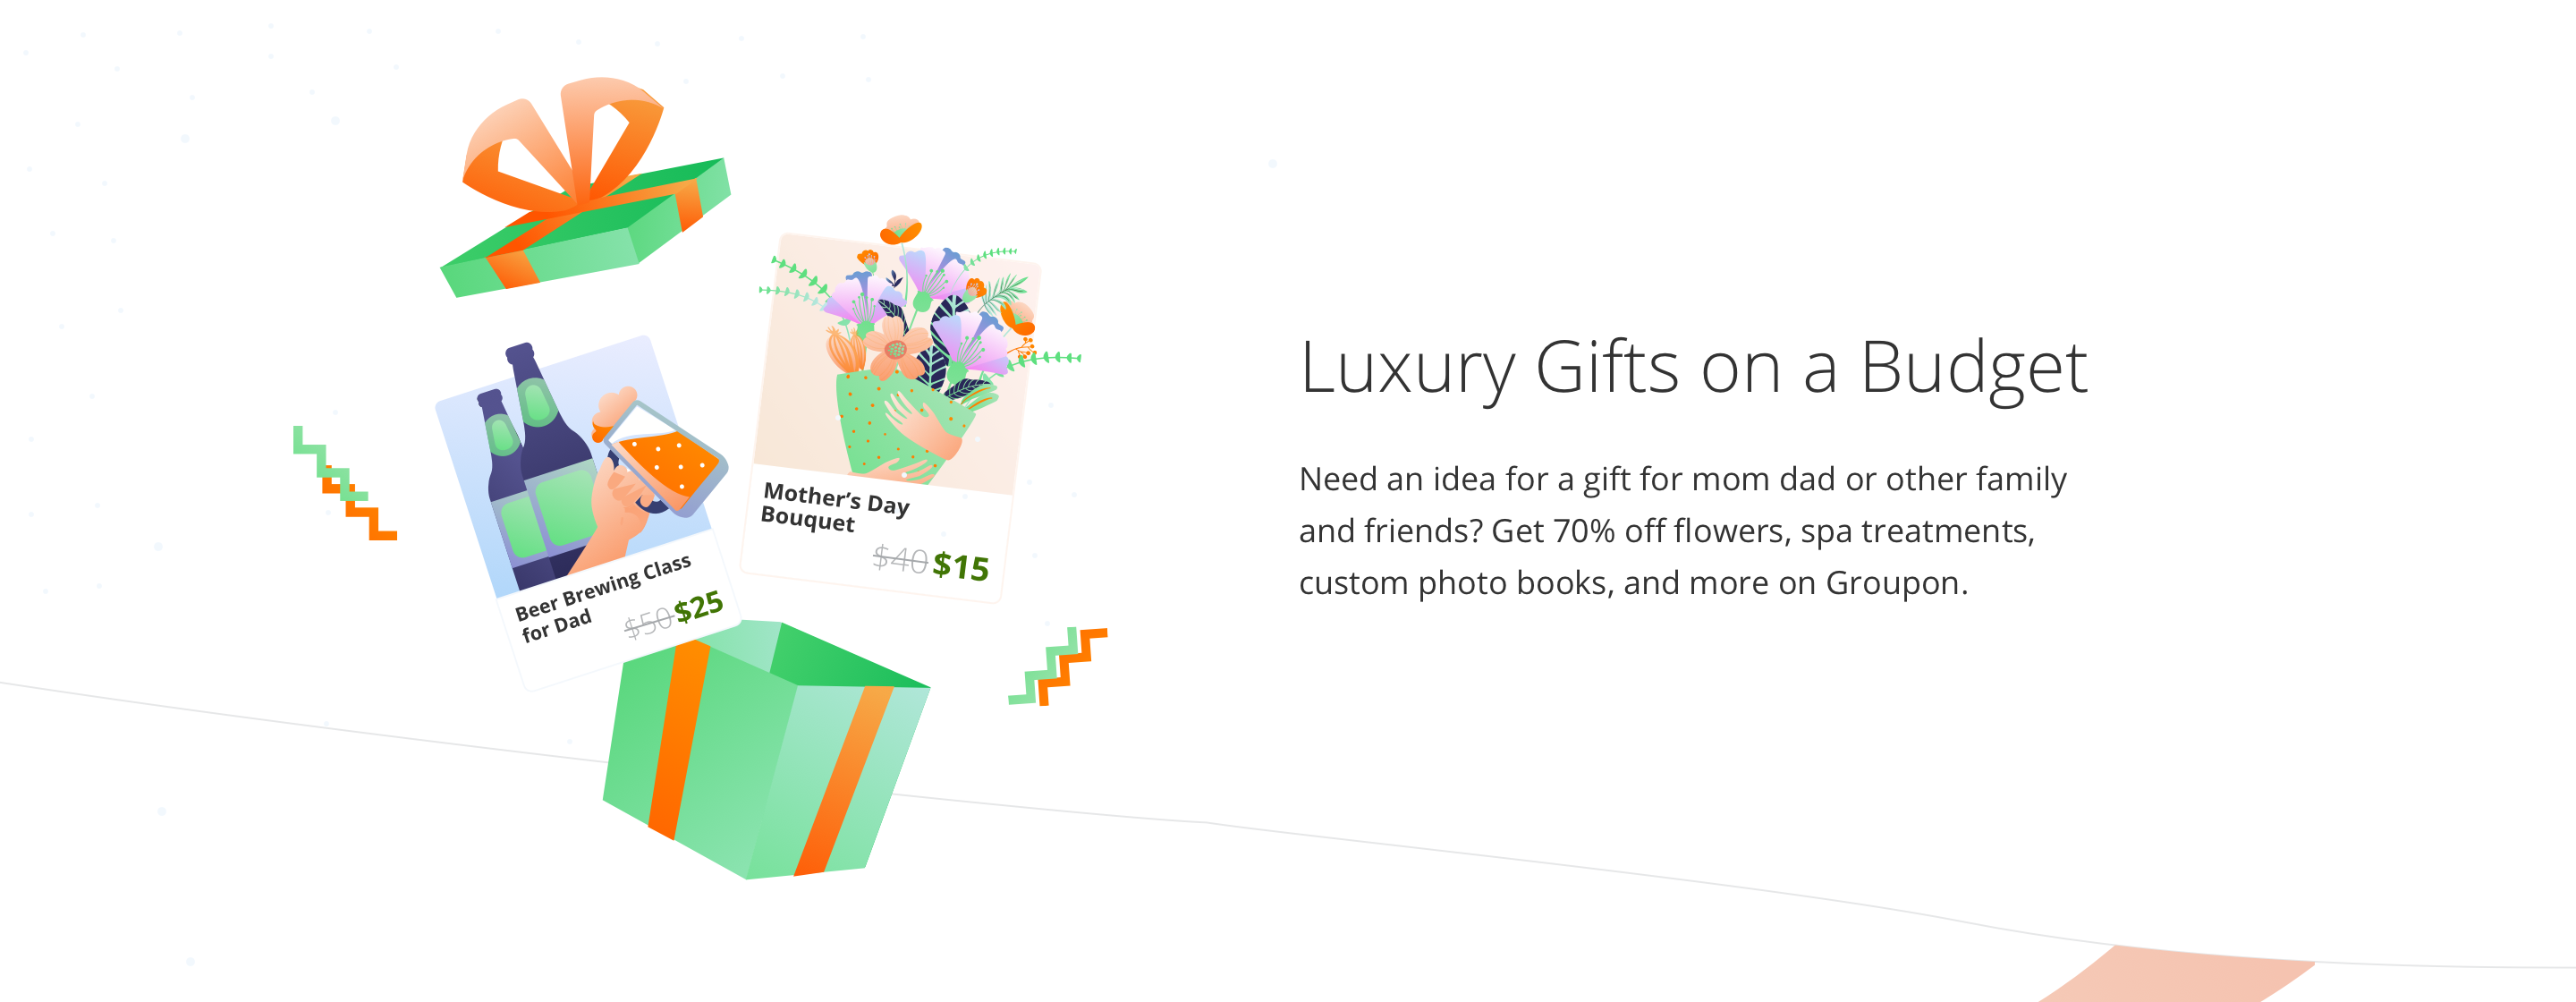 Mother's Day
Bouquet
$40 $15
Beer Brewing Class
for Dad
$50 $25
Luxury Gifts on a Budget
Need an idea for a gift for mom dad or other family
and friends? Get 70% off flowers, spa treatments,
custom photo books, and more on Groupon.